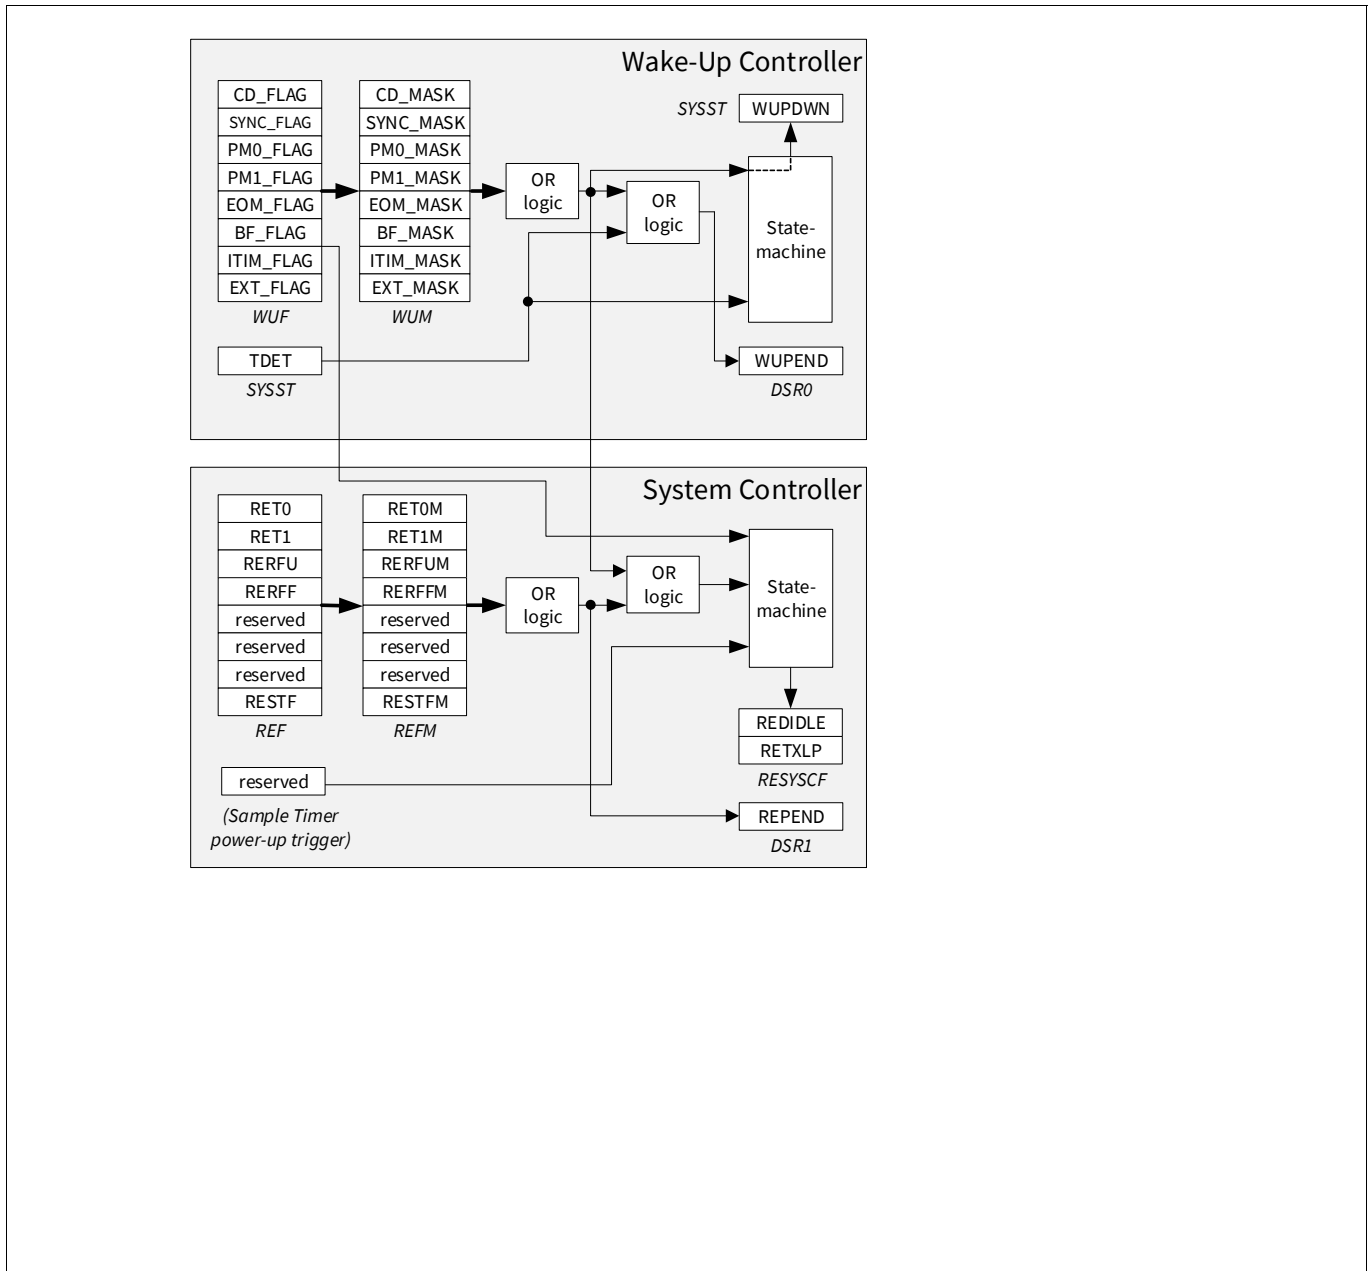 Wake-Up Controller
CD_FLAG
SYNC_FLAG
PM0_FLAG
PM1_FLAG
EOM_FLAG
BF_FLAG
ITIM_FLAG
EXT_FLAG
WUF
CD_MASK
SYNC_MASK
PM0_MASK
PM1_MASK
EOM_MASK
BF_MASK
ITIM_MASK
EXT_MASK
WUM
OR
logic
OR
logic
SYSST
WUPDWN
State-
machine
TDET
SYSST
WUPEND
DSR0
System Controller
RET0
RET1
RERFU
RERFF
reserved
reserved
reserved
RESTF
REF
RET0M
RET1M
RERFUM
RERFFM
reserved
reserved
reserved
RESTFM
REFM
OR
logic
OR
logic
State-
machine
REDIDLE
RETXLP
RESYSCF
reserved
(Sample Timer
power-up trigger)
REPEND
DSR1